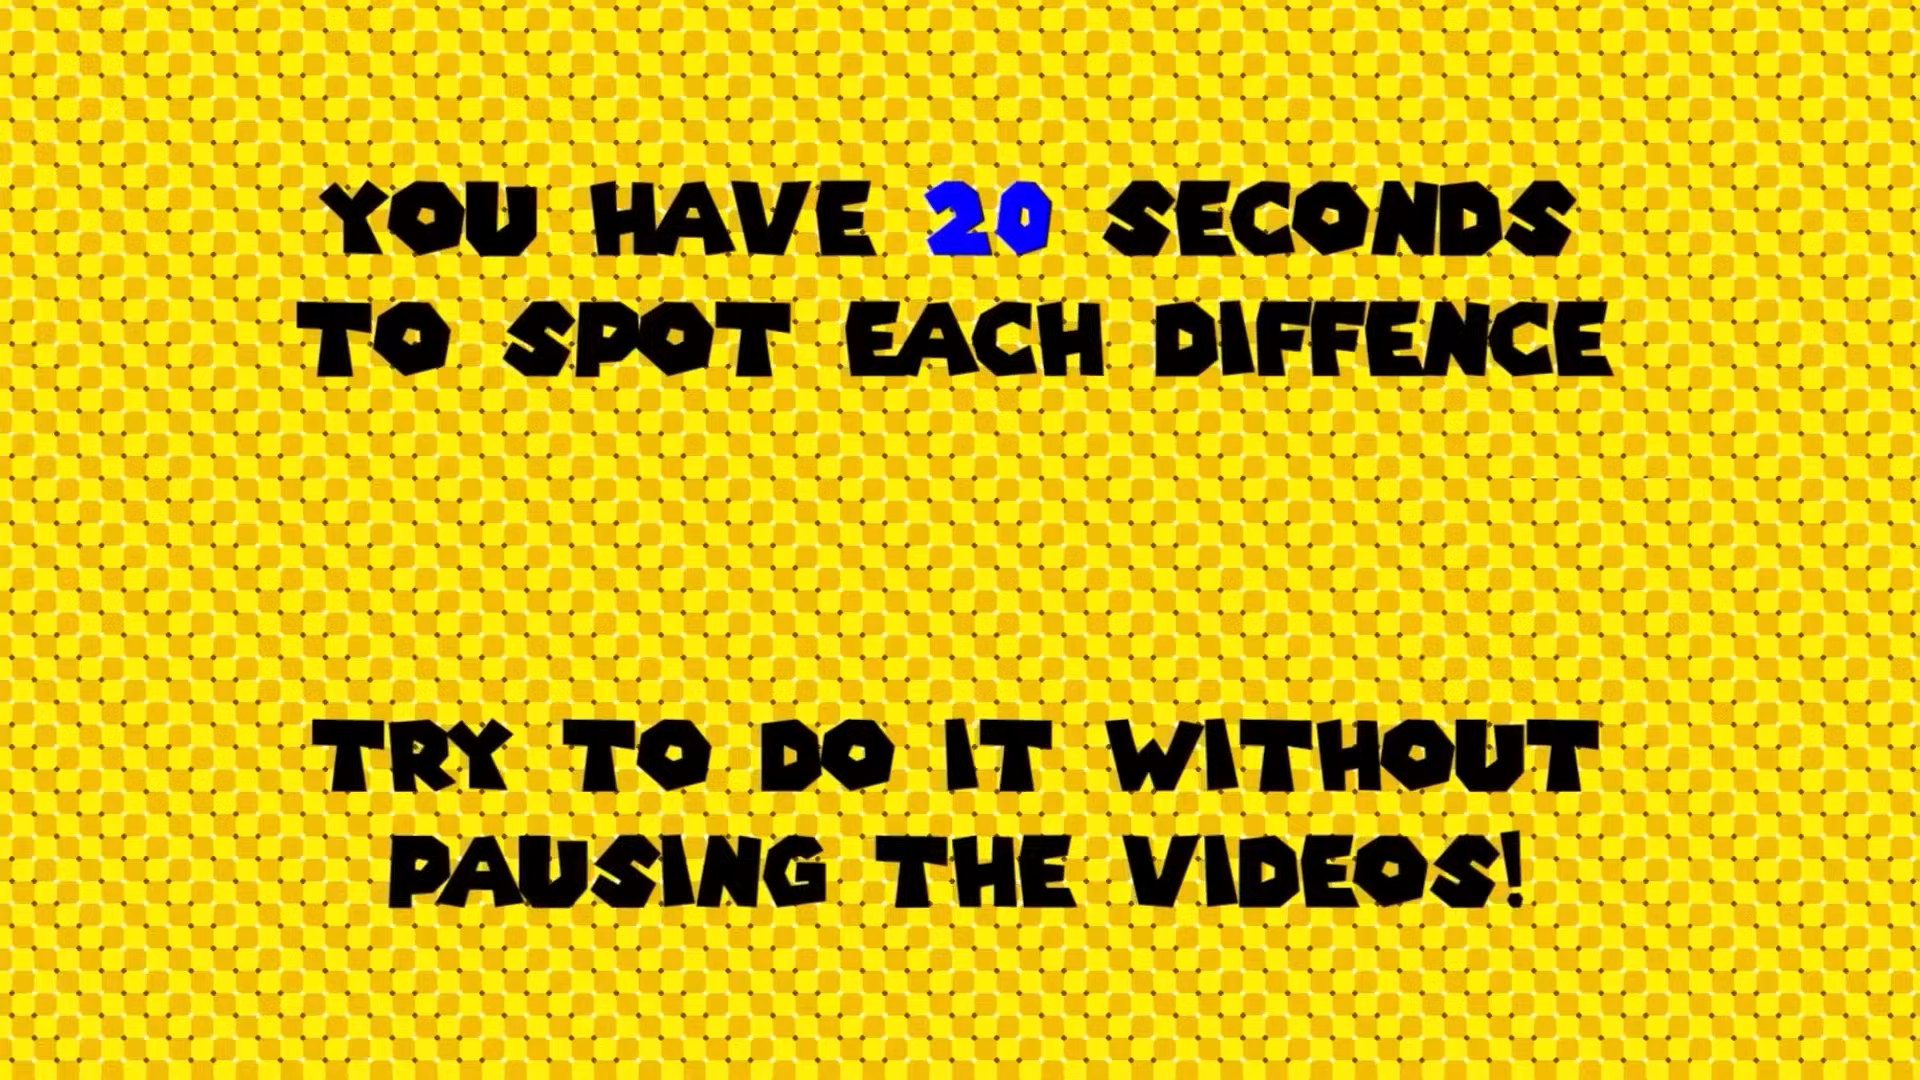 YOU HAVE 20 SECONDS
TO SPOT EACH DIFFENCE
TRY TO DO IT WITHOUT
PAUSING THE VIDEOS!